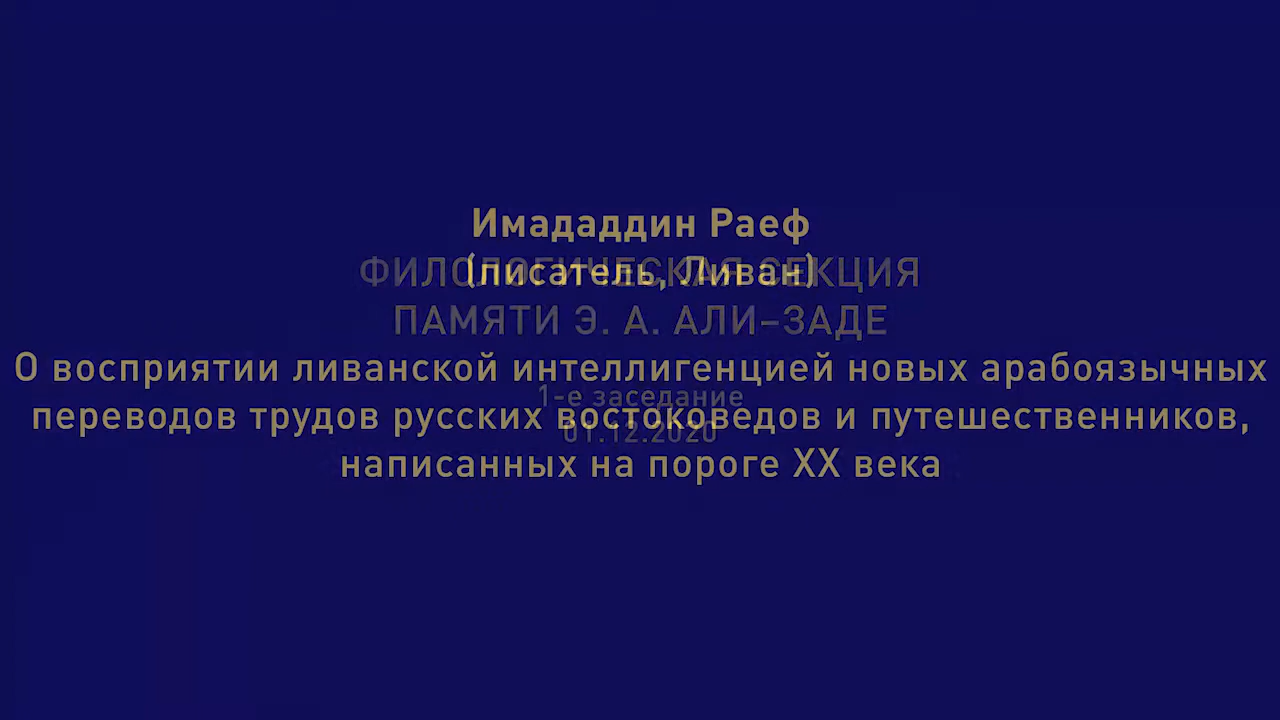 Имададдин Раеф
(писатель, Ливан)
ФИЛОЛОГИЧЕСКАЯ СЕКЦИЯ
ПАМЯТИ Э. А. АЛИ-ЗАДЕ
О восприятии ливанской интеллигенцией новых арабоязычных
1-е заседание
переводов трудов русских востоковедов и путешественников,
01.12.2020
написанных на пороге XX века